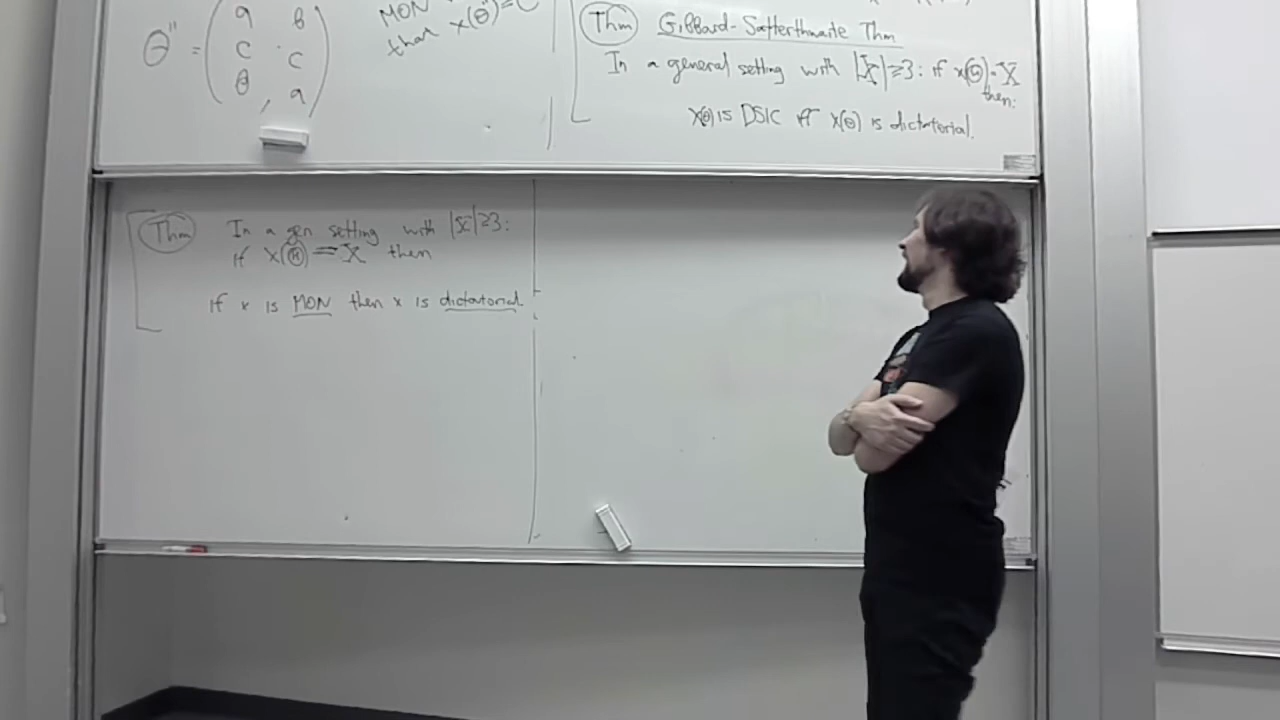 θ'' = ( a b
c c
θ , a )
MON
than x(θ'')=C
Thm Gibbard-Satterthwaite Thm
In a general setting with |X|≥3: if x(Θ)=X
then:
x(θ) is DSIC iff x(θ) is dictatorial.
Thm In a gen setting with |X|≥3:
if x(Θ) = X then
if x is MON then x is dictatorial.